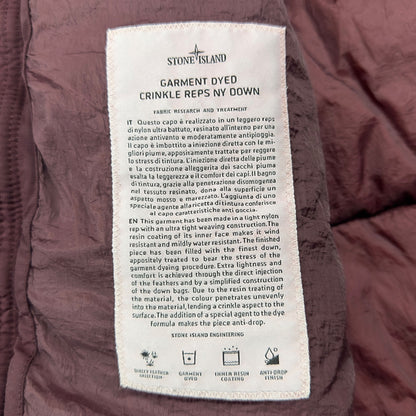 STONE ISLAND
GARMENT DYED
CRINKLE REPS NY DOWN
FABRIC RESEARCH AND TREATMENT
IT Questo capo è realizzato in un leggero reps
di nylon ultra battuto, resinato all'interno per una
azione antivento e moderatamente antipioggia.
Il capo è imbottito a iniezione diretta con le mi-
gliori piume, appositamente trattate per reggere
lo stress di tintura. L'iniezione diretta delle piume
e la costruzione alleggerita dei sacchi piuma
esalta la leggerezza e il comfort dei capi. Il bagno
di tintura, grazie alla penetrazione disomogenea
nel tessuto resinato, dona alla superficie un
aspetto mosso e marezzato. L'aggiunta di uno
speciale agente alla ricetta di tintura conferisce
al capo caratteristiche anti goccia.
EN This garment has been made in a light nylon
rep with an ultra tight weaving construction. The
resin coating of its inner face makes it wind
resistant and mildly water resistant. The finished
piece has been filled with the finest down,
appositely treated to bear the stress of the
garment dyeing procedure. Extra lightness and
comfort is achieved through the direct injection
of the feathers and by a simplified construction
of the down bags. Due to the resin treating of
the material, the colour penetrates unevenly
into the material, lending a crinkle aspect to the
surface. The addition of a special agent to the dye
formula makes the piece anti-drop.
STONE ISLAND ENGINEERING
FINEST FEATHER
SELECTION
GARMENT
DYED
INNER RESIN
COATING
ANTI DROP
FINISH